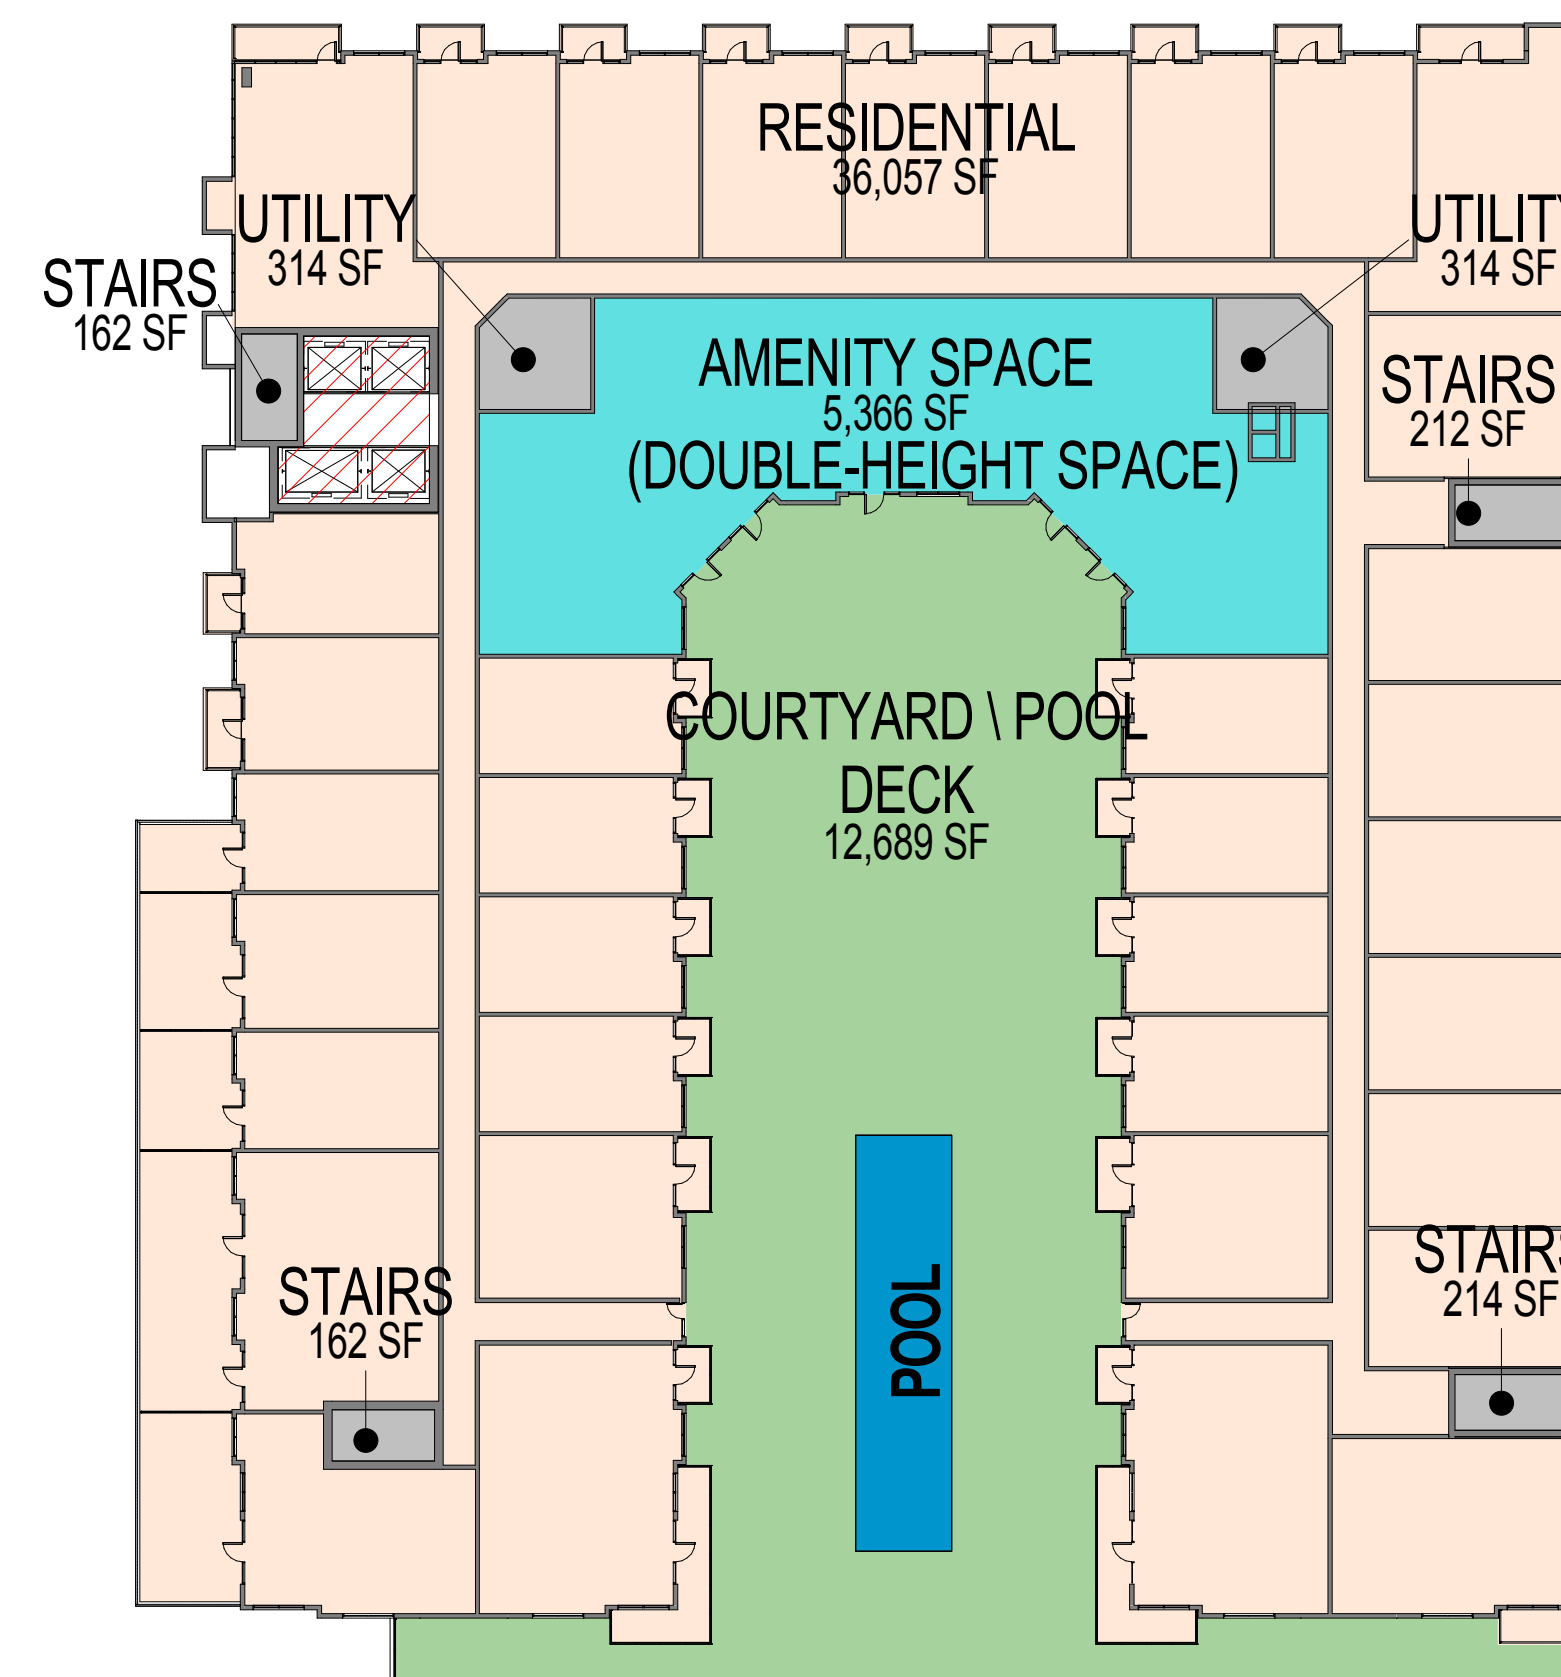 RESIDENTIAL
36,057 SF
UTILITY
314 SF
UTILITY
314 SF
STAIRS
162 SF
AMENITY SPACE
5,366 SF
(DOUBLE-HEIGHT SPACE)
STAIRS
212 SF
COURTYARD \ POOL
DECK
12,689 SF
STAIRS
214 SF
STAIRS
162 SF
POOL